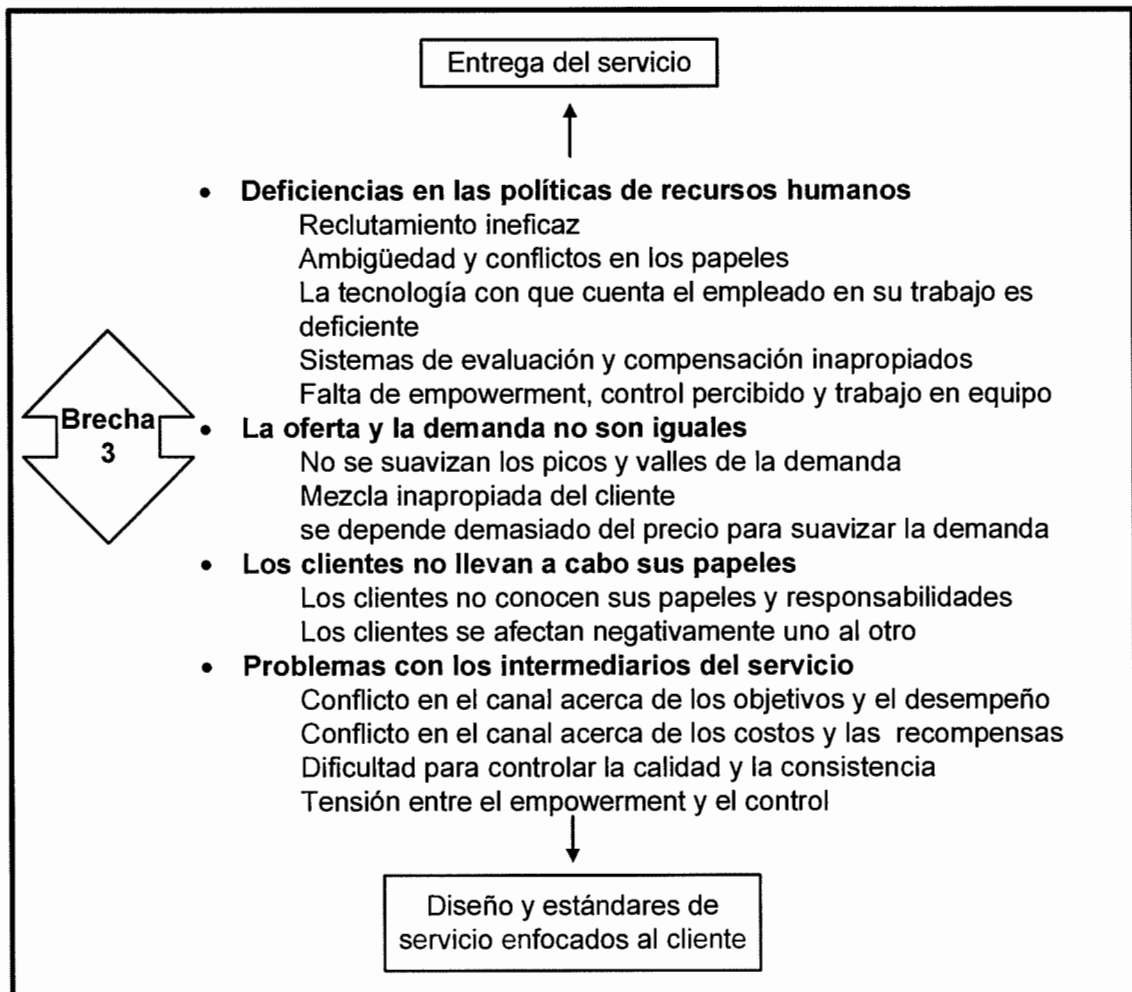 Entrega del servicio
• Deficiencias en las políticas de recursos humanos
Reclutamiento ineficaz
Ambigüedad y conflictos en los papeles
La tecnología con que cuenta el empleado en su trabajo es
deficiente
Sistemas de evaluación y compensación inapropiados
Falta de empowerment, control percibido y trabajo en equipo
Brecha
3
• La oferta y la demanda no son iguales
No se suavizan los picos y valles de la demanda
Mezcla inapropiada del cliente
se depende demasiado del precio para suavizar la demanda
• Los clientes no llevan a cabo sus papeles
Los clientes no conocen sus papeles y responsabilidades
Los clientes se afectan negativamente uno al otro
• Problemas con los intermediarios del servicio
Conflicto en el canal acerca de los objetivos y el desempeño
Conflicto en el canal acerca de los costos y las recompensas
Dificultad para controlar la calidad y la consistencia
Tensión entre el empowerment y el control
Diseño y estándares de
servicio enfocados al cliente